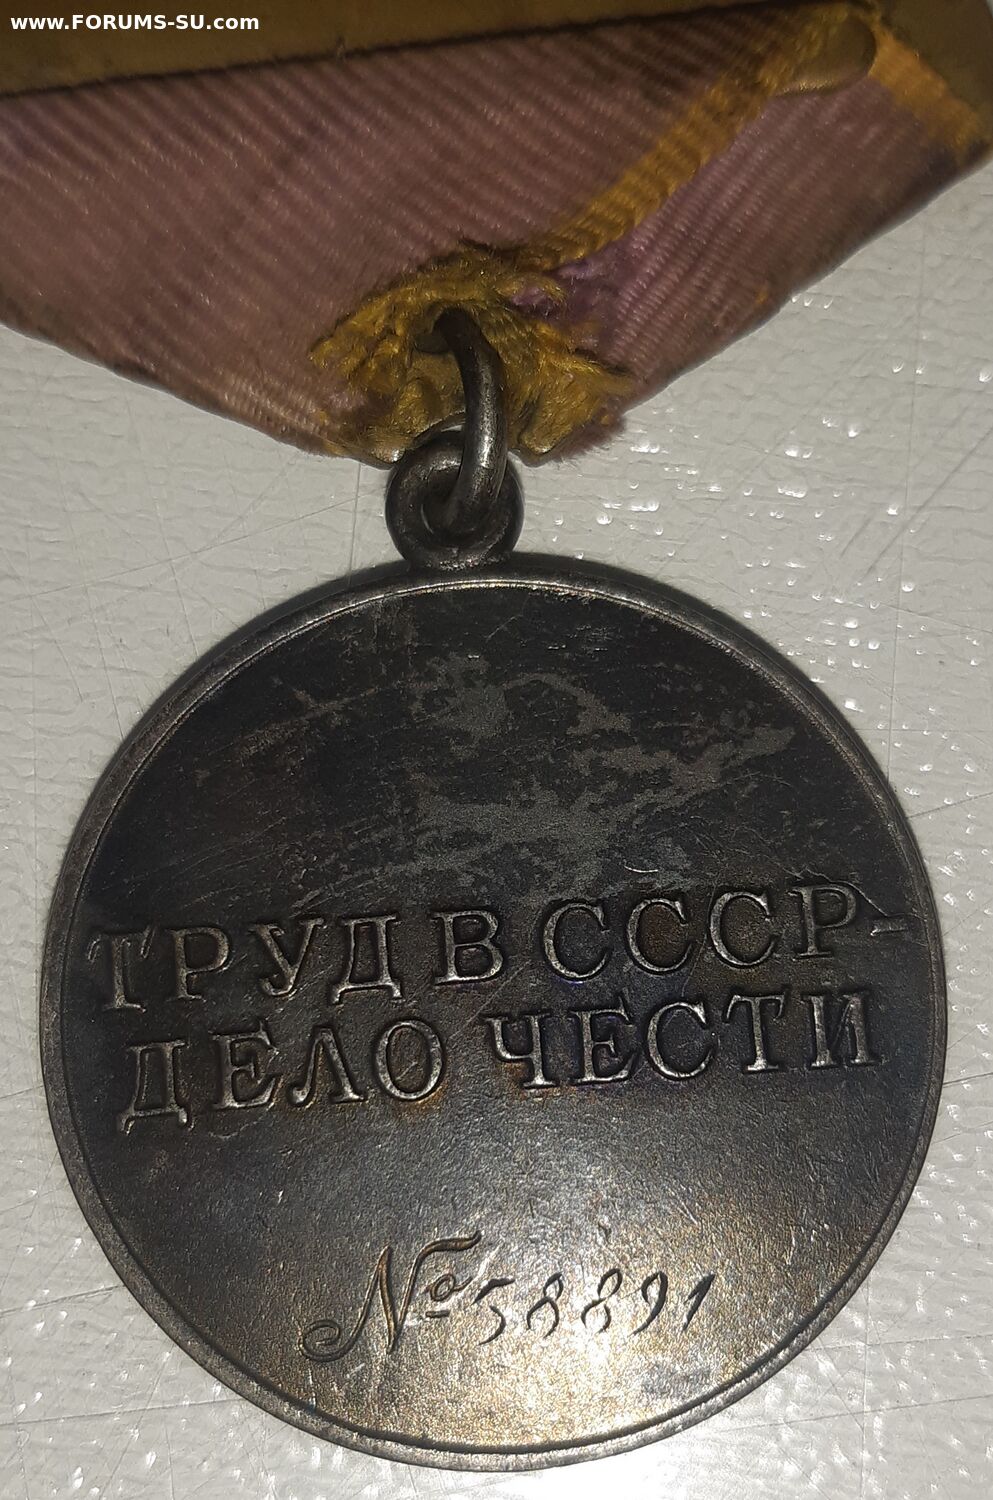 www.FORUMS-SU.com
ТРУД В СССР-
ДЕЛО ЧЕСТИ
№ 58891